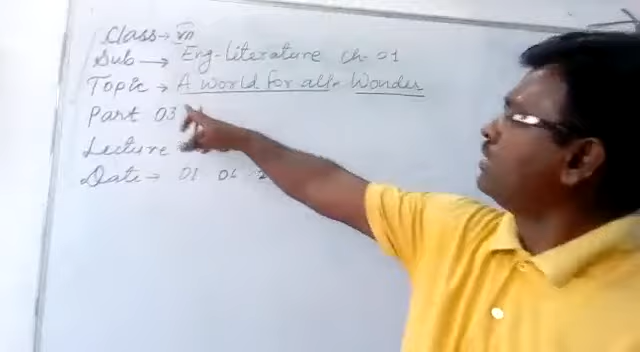 Class → VII
Sub → Eng-literature Ch-01
Topic → A World for all Wonder
Part 03
Lecture
Date → 01 04